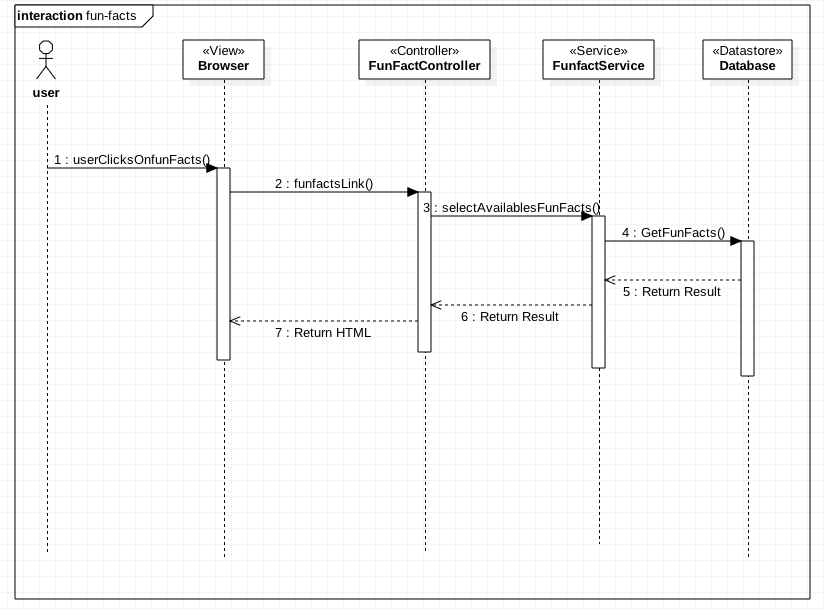 interaction fun-facts
«View»
Browser
«Controller»
FunFactController
«Service»
FunfactService
«Datastore»
Database
user
1 : userClicksOnfunFacts()
2 : funfactsLink()
3 : selectAvailablesFunFacts()
4 : GetFunFacts()
5 : Return Result
6 : Return Result
7 : Return HTML